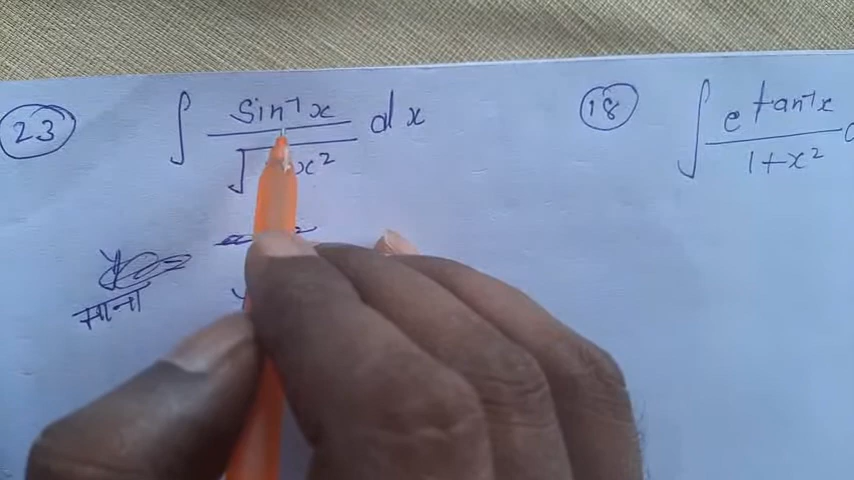 23 ∫ sin⁻¹x / √ x² dx
18 ∫ e tan⁻¹x / 1+x²
माना